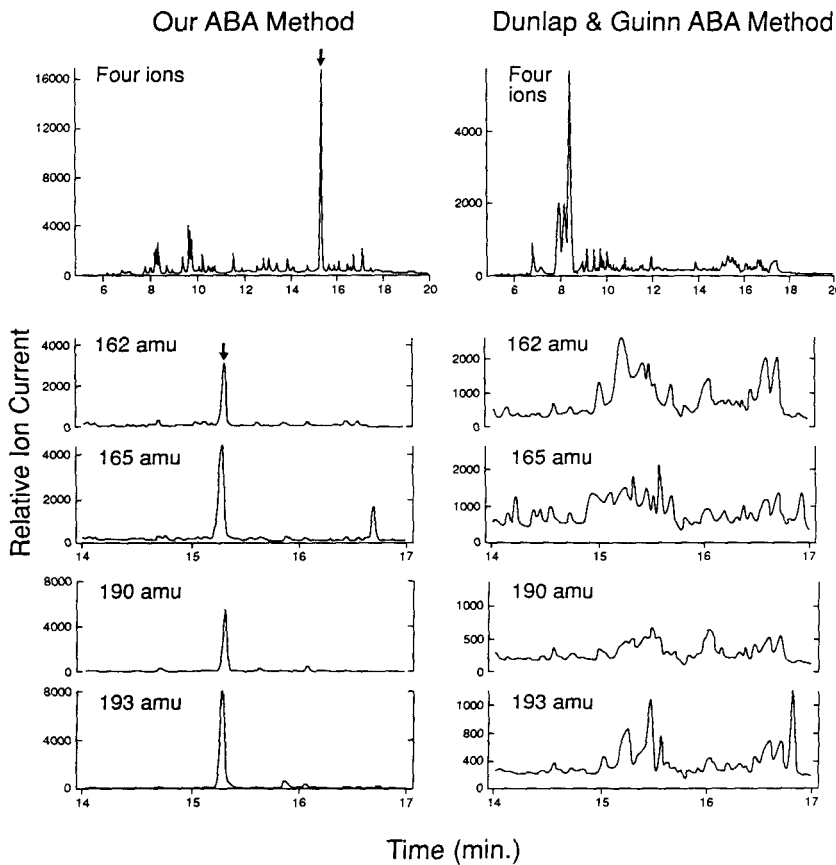 Our ABA Method
Dunlap & Guinn ABA Method
Four ions
16000
12000
8000
4000
0
6 8 10 12 14 16 18 20
Four
ions
4000
2000
0
6 8 10 12 14 16 18 20
Relative Ion Current
162 amu
4000
2000
0
162 amu
2000
1000
0
165 amu
4000
2000
0
14 15 16 17
165 amu
2000
1000
0
14 15 16 17
190 amu
8000
4000
0
190 amu
1000
500
0
193 amu
8000
4000
0
14 15 16 17
193 amu
1000
800
400
0
14 15 16 17
Time (min.)